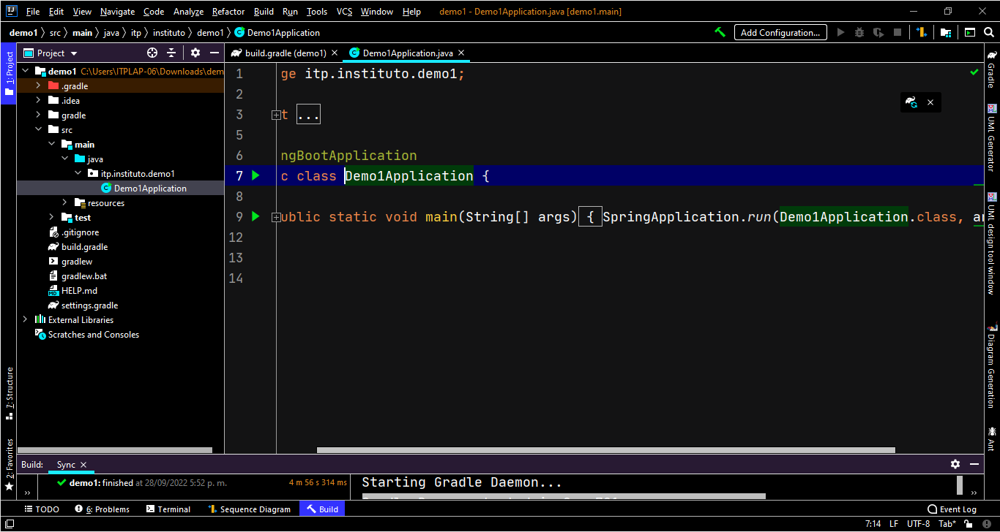 File Edit View Navigate Code Analyze Refactor Build Run Tools VCS Window Help demo1 - Demo1Application.java [demo1.main]
demo1 src main java itp instituto demo1 Demo1Application Add Configuration...
1: Project
Project
build.gradle (demo1)
Demo1Application.java
demo1 C:\Users\ITPLAP-06\Downloads\dem
.gradle
.idea
gradle
src
main
java
itp.instituto.demo1
Demo1Application
resources
test
.gitignore
build.gradle
gradlew
gradlew.bat
HELP.md
settings.gradle
External Libraries
Scratches and Consoles
1 ge itp.instituto.demo1;
2
3 t ...
5
6 ngBootApplication
7 c class Demo1Application {
8
9 ublic static void main(String[] args) { SpringApplication.run(Demo1Application.class, ar
12
13
14
Gradle
UML Generator
UML design tool window
Diagram Generation
Ant
7: Structure
2: Favorites
Build: Sync
demo1: finished at 28/09/2022 5:52 p. m. 4 m 56 s 314 ms
Starting Gradle Daemon...
TODO 6: Problems Terminal Sequence Diagram Build Event Log
7:14 LF UTF-8 Tab*